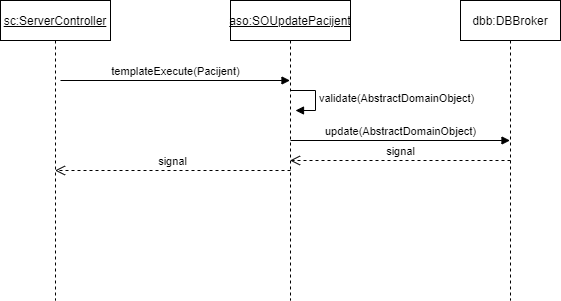 sc:ServerController
aso:SOUpdatePacijent
dbb:DBBroker
templateExecute(Pacijent)
validate(AbstractDomainObject)
update(AbstractDomainObject)
signal
signal